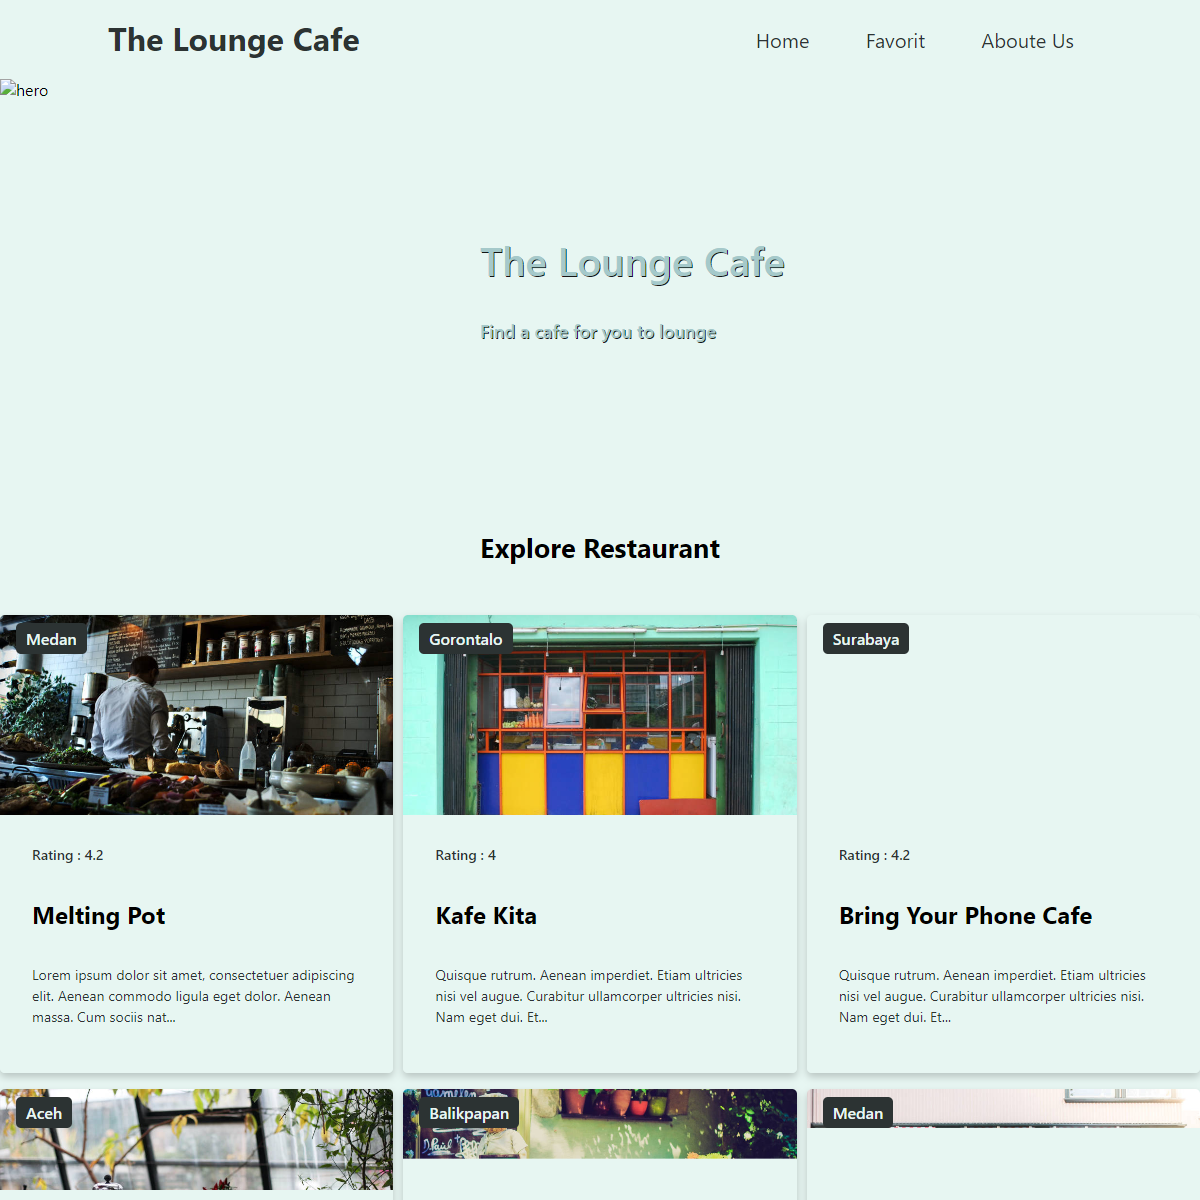 The Lounge Cafe
Home
Favorit
Aboute Us
hero
The Lounge Cafe
Find a cafe for you to lounge
Explore Restaurant
Medan
Gorontalo
Surabaya
Rating : 4.2
Rating : 4
Rating : 4.2
Melting Pot
Kafe Kita
Bring Your Phone Cafe
Lorem ipsum dolor sit amet, consectetuer adipiscing
elit. Aenean commodo ligula eget dolor. Aenean
massa. Cum sociis nat...
Quisque rutrum. Aenean imperdiet. Etiam ultricies
nisi vel augue. Curabitur ullamcorper ultricies nisi.
Nam eget dui. Et...
Quisque rutrum. Aenean imperdiet. Etiam ultricies
nisi vel augue. Curabitur ullamcorper ultricies nisi.
Nam eget dui. Et...
Aceh
Balikpapan
Medan